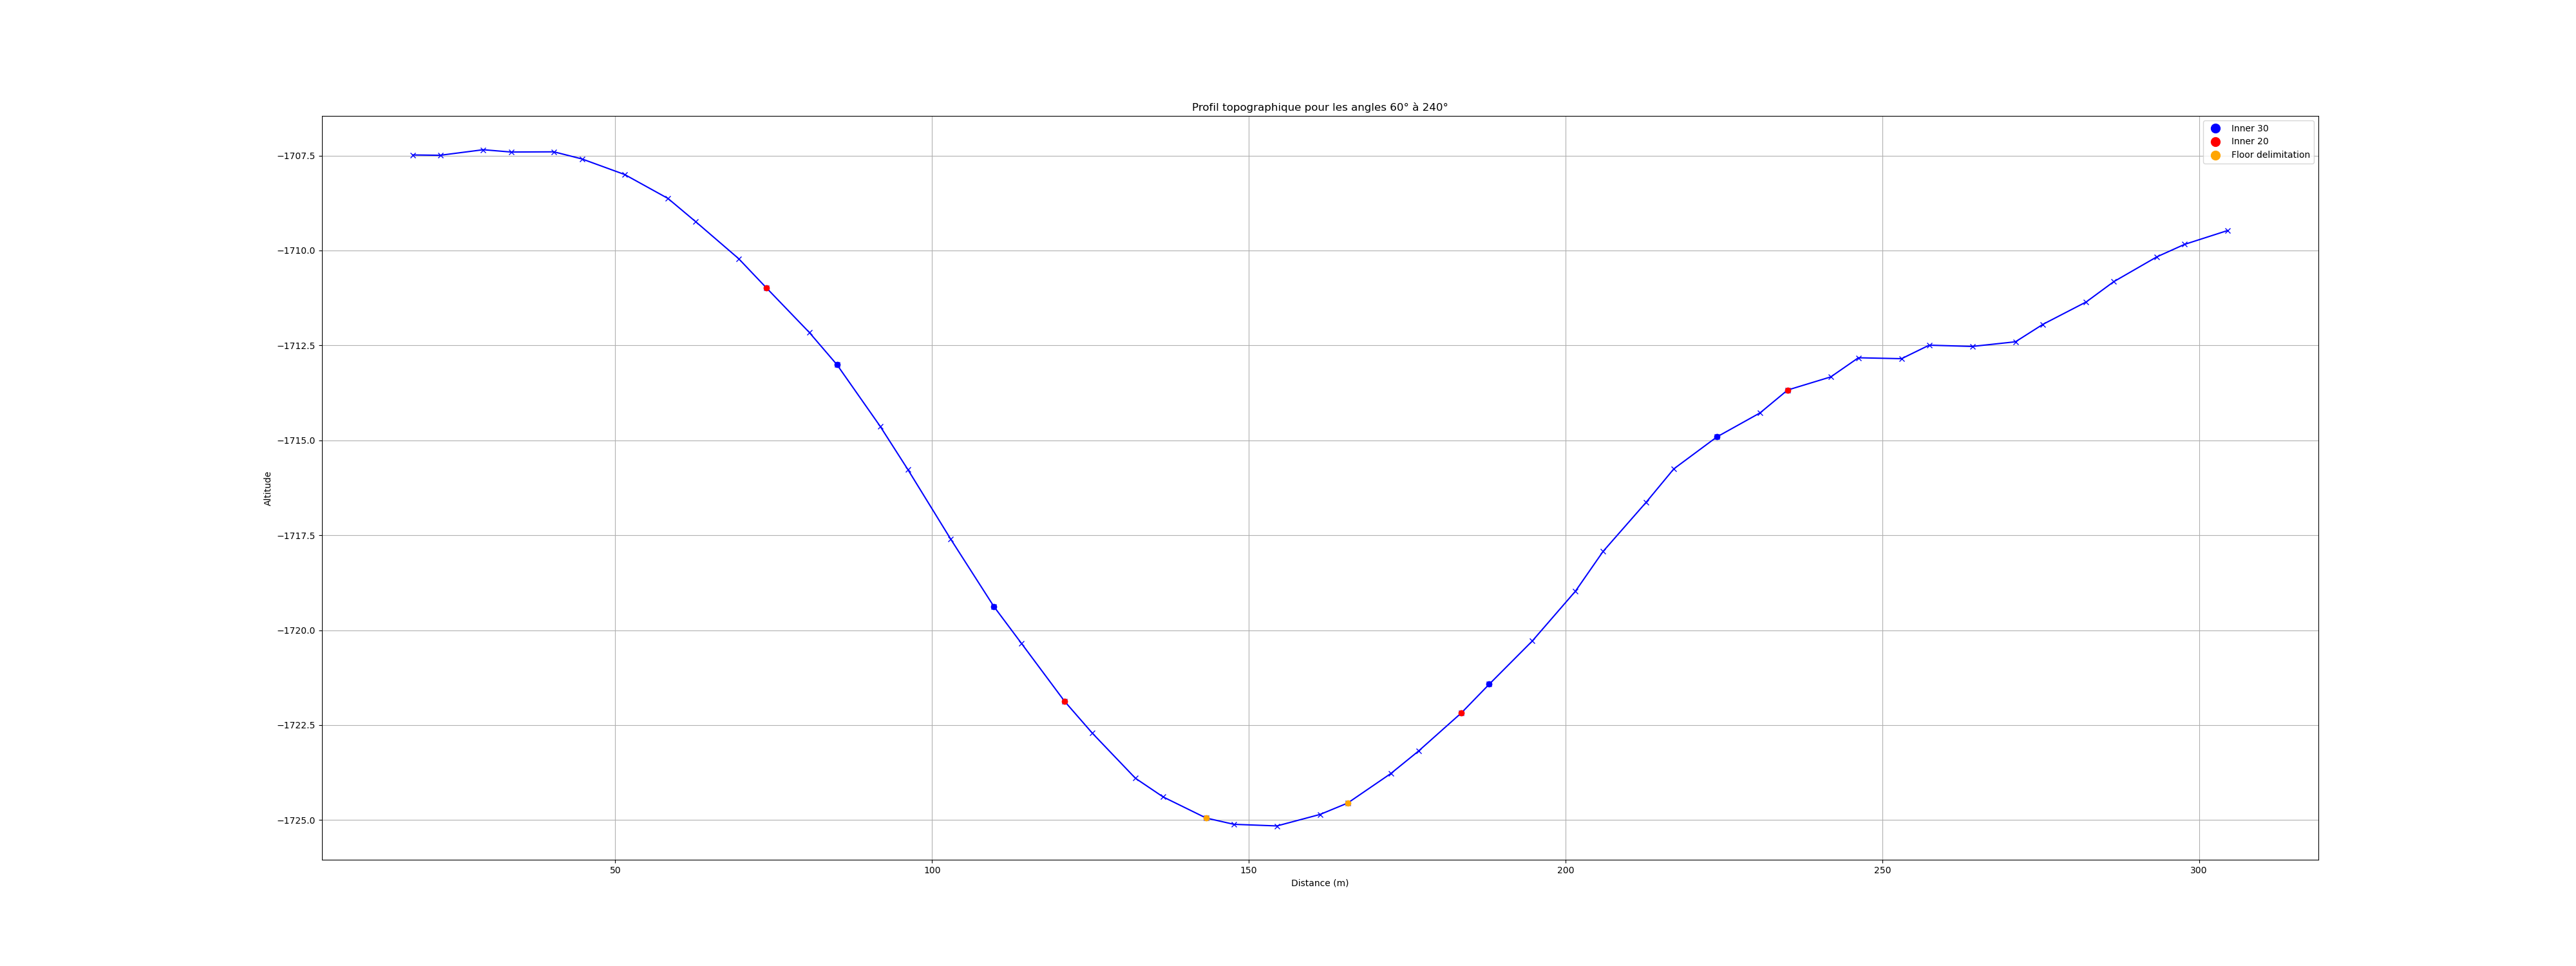 Profil topographique pour les angles 60° à 240°
Inner 30
Inner 20
Floor delimitation
−1707.5
−1710.0
−1712.5
−1715.0
−1717.5
−1720.0
−1722.5
−1725.0
Altitude
50
100
150
200
250
300
Distance (m)